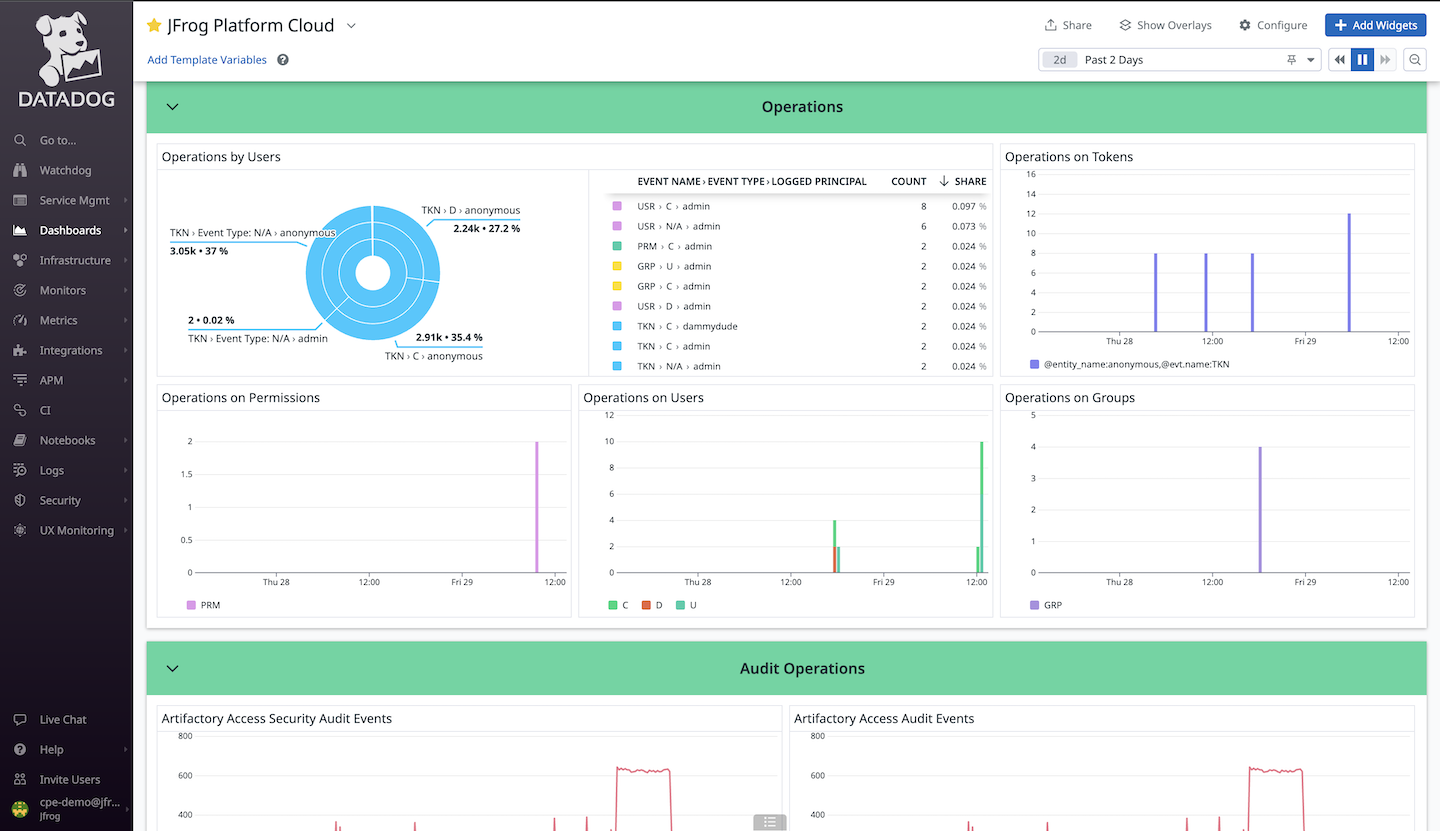 DATADOG
Go to...
Watchdog
Service Mgmt
Dashboards
Infrastructure
Monitors
Metrics
Integrations
APM
CI
Notebooks
Logs
Security
UX Monitoring
Live Chat
Help
Invite Users
cpe-demo@jfr...
Jfrog
JFrog Platform Cloud
Share
Show Overlays
Configure
Add Widgets
Add Template Variables
2d Past 2 Days
Operations
Operations by Users
TKN › D › anonymous
2.24k • 27.2 %
TKN › Event Type: N/A › anonymous
3.05k • 37 %
2 • 0.02 %
TKN › Event Type: N/A › admin
2.91k • 35.4 %
TKN › C › anonymous
EVENT NAME › EVENT TYPE › LOGGED PRINCIPAL COUNT SHARE
USR › C › admin 8 0.097 %
USR › N/A › admin 6 0.073 %
PRM › C › admin 2 0.024 %
GRP › U › admin 2 0.024 %
GRP › C › admin 2 0.024 %
USR › D › admin 2 0.024 %
TKN › C › dammydude 2 0.024 %
TKN › C › admin 2 0.024 %
TKN › N/A › admin 2 0.024 %
Operations on Tokens
16
14
12
10
8
6
4
2
0
Thu 28 12:00 Fri 29 12:00
@entity_name:anonymous,@evt.name:TKN
Operations on Permissions
2
1.5
1
0.5
0
Thu 28 12:00 Fri 29 12:00
PRM
Operations on Users
12
10
8
6
4
2
0
Thu 28 12:00 Fri 29 12:00
C D U
Operations on Groups
5
4
3
2
1
0
Thu 28 12:00 Fri 29 12:00
GRP
Audit Operations
Artifactory Access Security Audit Events
800
600
400
Artifactory Access Audit Events
800
600
400